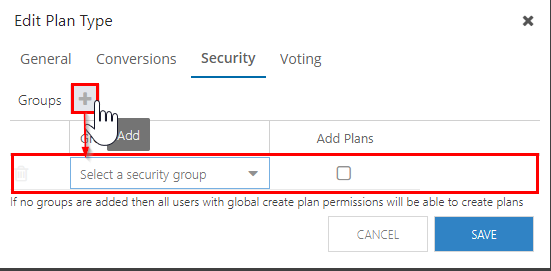 Edit Plan Type
General Conversions Security Voting
Groups
Add
Add Plans
Select a security group
If no groups are added then all users with global create plan permissions will be able to create plans
CANCEL SAVE